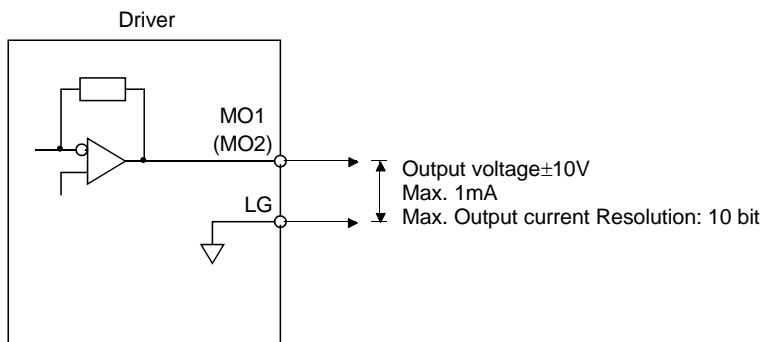 Driver
MO1
(MO2)
LG
Output voltage±10V
Max. 1mA
Max. Output current Resolution: 10 bit